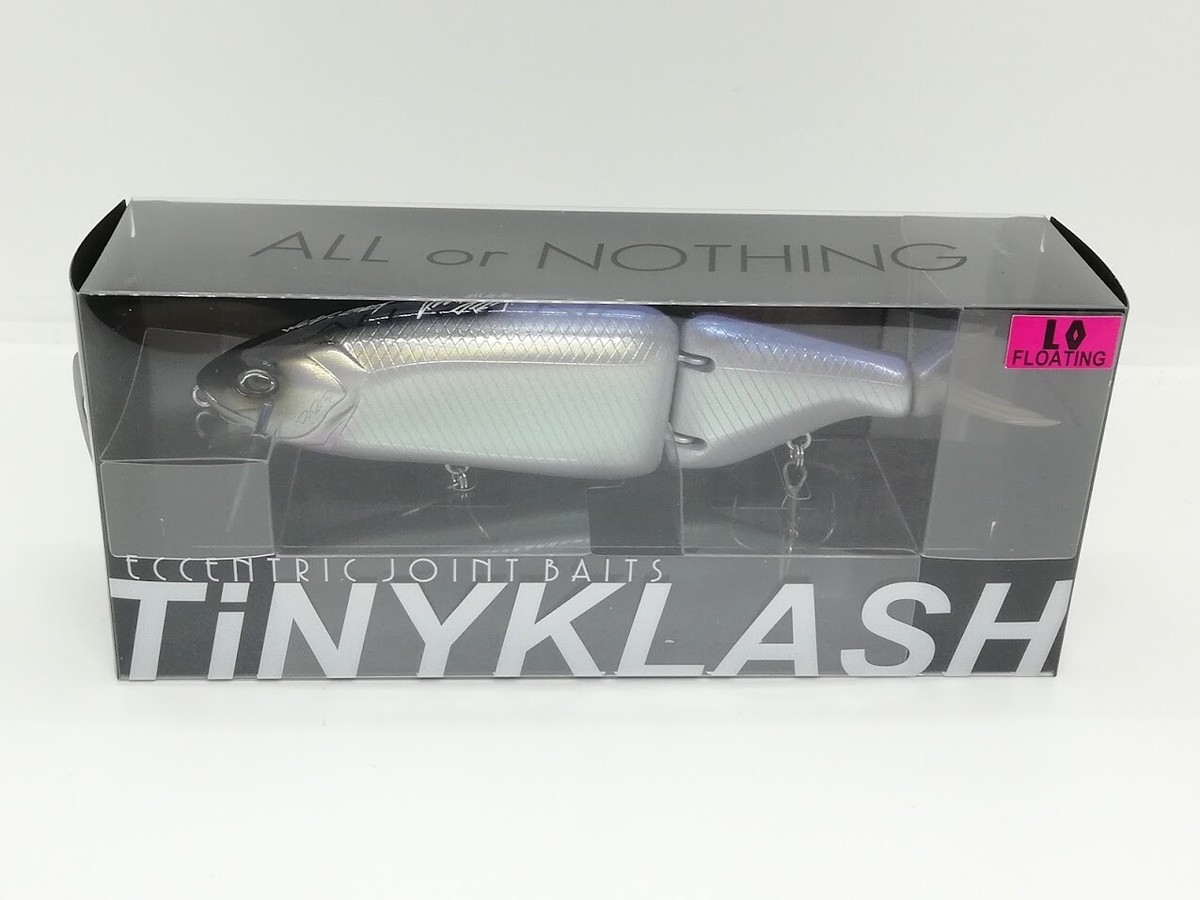 ALL or NOTHING
LO
FLOATING
ECCENTRIC JOINT BAITS
TiNYKLASH